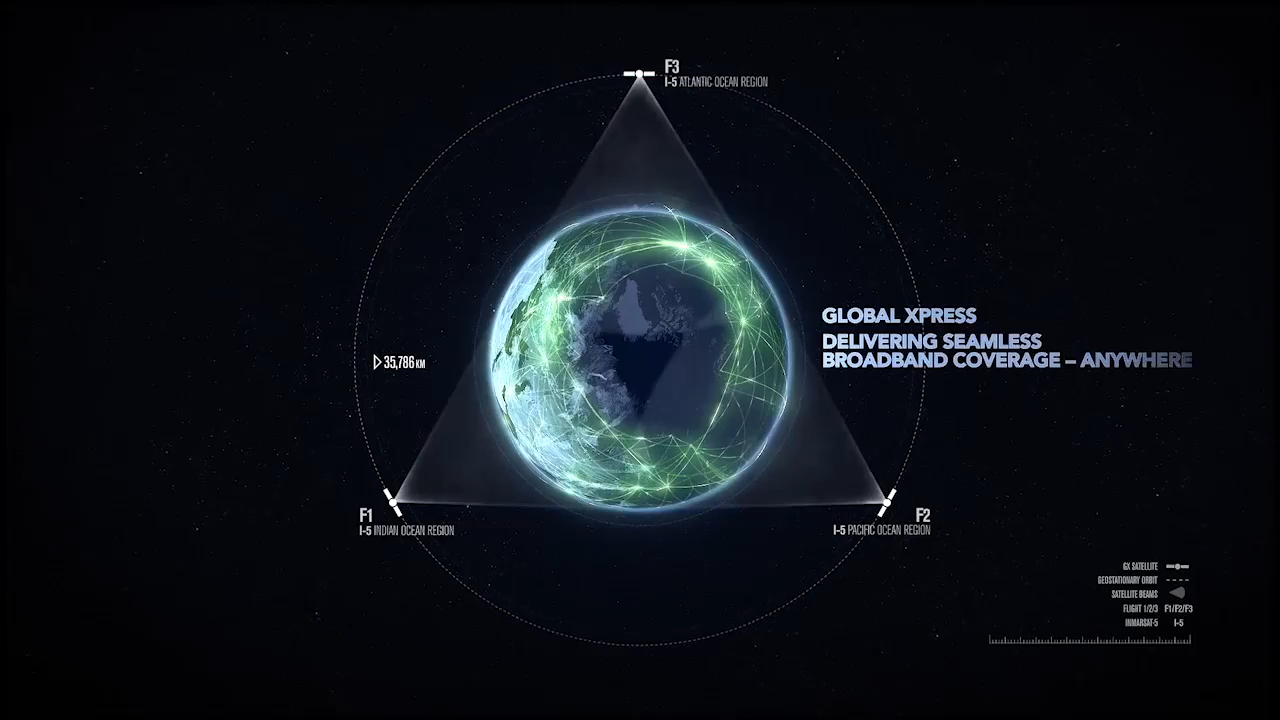 F3
I-5 ATLANTIC OCEAN REGION
GLOBAL XPRESS
DELIVERING SEAMLESS
BROADBAND COVERAGE – ANYWHERE
35,786 KM
F1
I-5 INDIAN OCEAN REGION
F2
I-5 PACIFIC OCEAN REGION
GX SATELLITE
GEOSTATIONARY ORBIT
SATELLITE BEAMS
FLIGHT 1/2/3 F1/F2/F3
INMARSAT-5 I-5